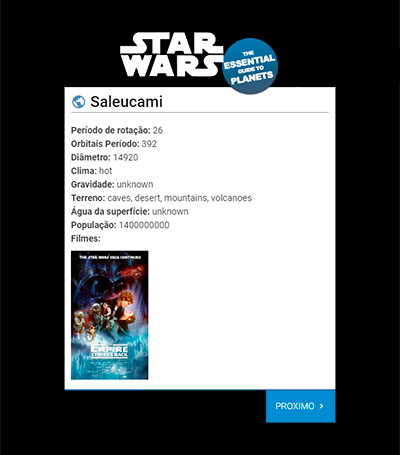 STAR
WARS
THE
ESSENTIAL
GUIDE TO
PLANETS
Saleucami
Período de rotação: 26
Orbitais Período: 392
Diâmetro: 14920
Clima: hot
Gravidade: unknown
Terreno: caves, desert, mountains, volcanoes
Água da superfície: unknown
População: 1400000000
Filmes:
THE STAR WARS SAGA CONTINUES
THE
EMPIRE
STRIKES BACK
PROXIMO >